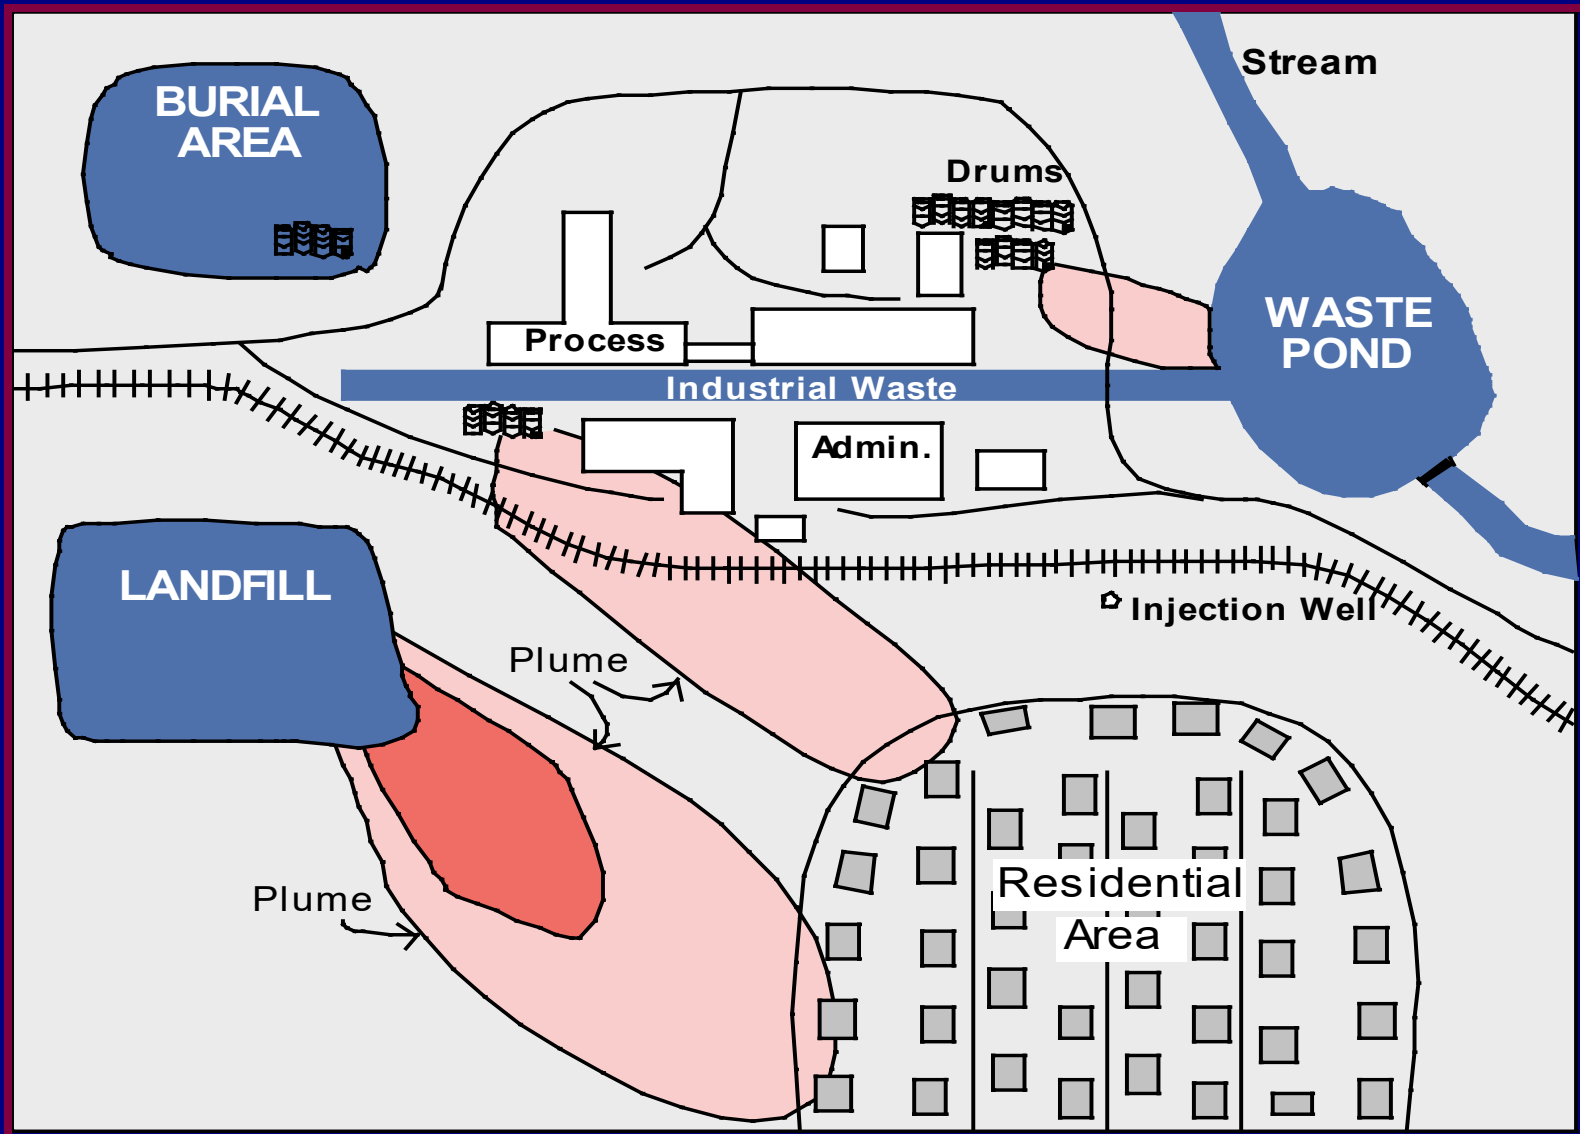 Stream
BURIAL
AREA
Drums
WASTE
POND
Process
Industrial Waste
Admin.
LANDFILL
Injection Well
Plume
Plume
Residential
Area